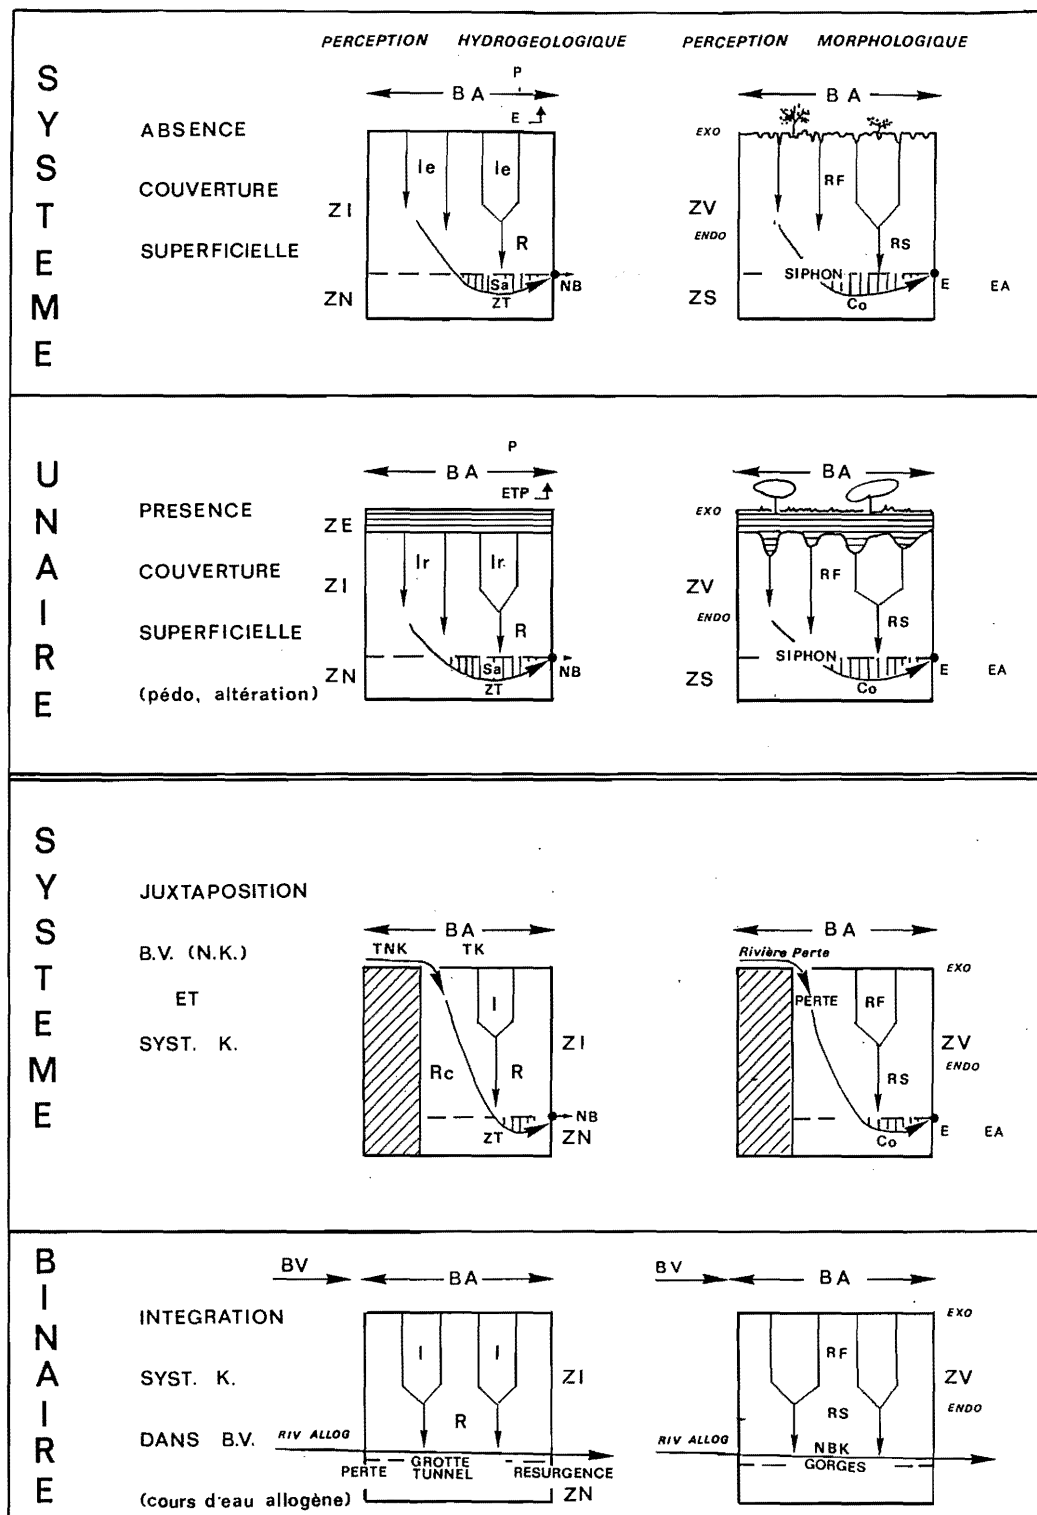 PERCEPTION HYDROGEOLOGIQUE PERCEPTION MORPHOLOGIQUE
SYSTEME
UNAIRE
ABSENCE
COUVERTURE
SUPERFICIELLE
P
BA
E
Ie Ie
ZI
R
Sa
ZT
NB
ZN
BA
EXO
RF
ZV
ENDO
RS
SIPHON
Co
E EA
ZS
PRESENCE
COUVERTURE
SUPERFICIELLE
(pédo, altération)
P
BA
ETP
ZE
Ir Ir
ZI
R
Sa
ZT
NB
ZN
BA
EXO
RF
ZV
ENDO
RS
SIPHON
Co
E EA
ZS
SYSTEME
BINAIRE
JUXTAPOSITION
B.V. (N.K.)
ET
SYST. K.
BA
TNK TK
I
ZI
Rc R
NB
ZT
ZN
BA
Rivière Perte
EXO
PERTE RF
ZV
ENDO
RS
Co
E EA
INTEGRATION
SYST. K.
DANS B.V.
(cours d'eau allogène)
BV
BA
I I
ZI
R
RIV ALLOG
PERTE GROTTE TUNNEL RESURGENCE
ZN
BV
BA
EXO
RF
ZV
RS
ENDO
RIV ALLOG
NBK
GORGES